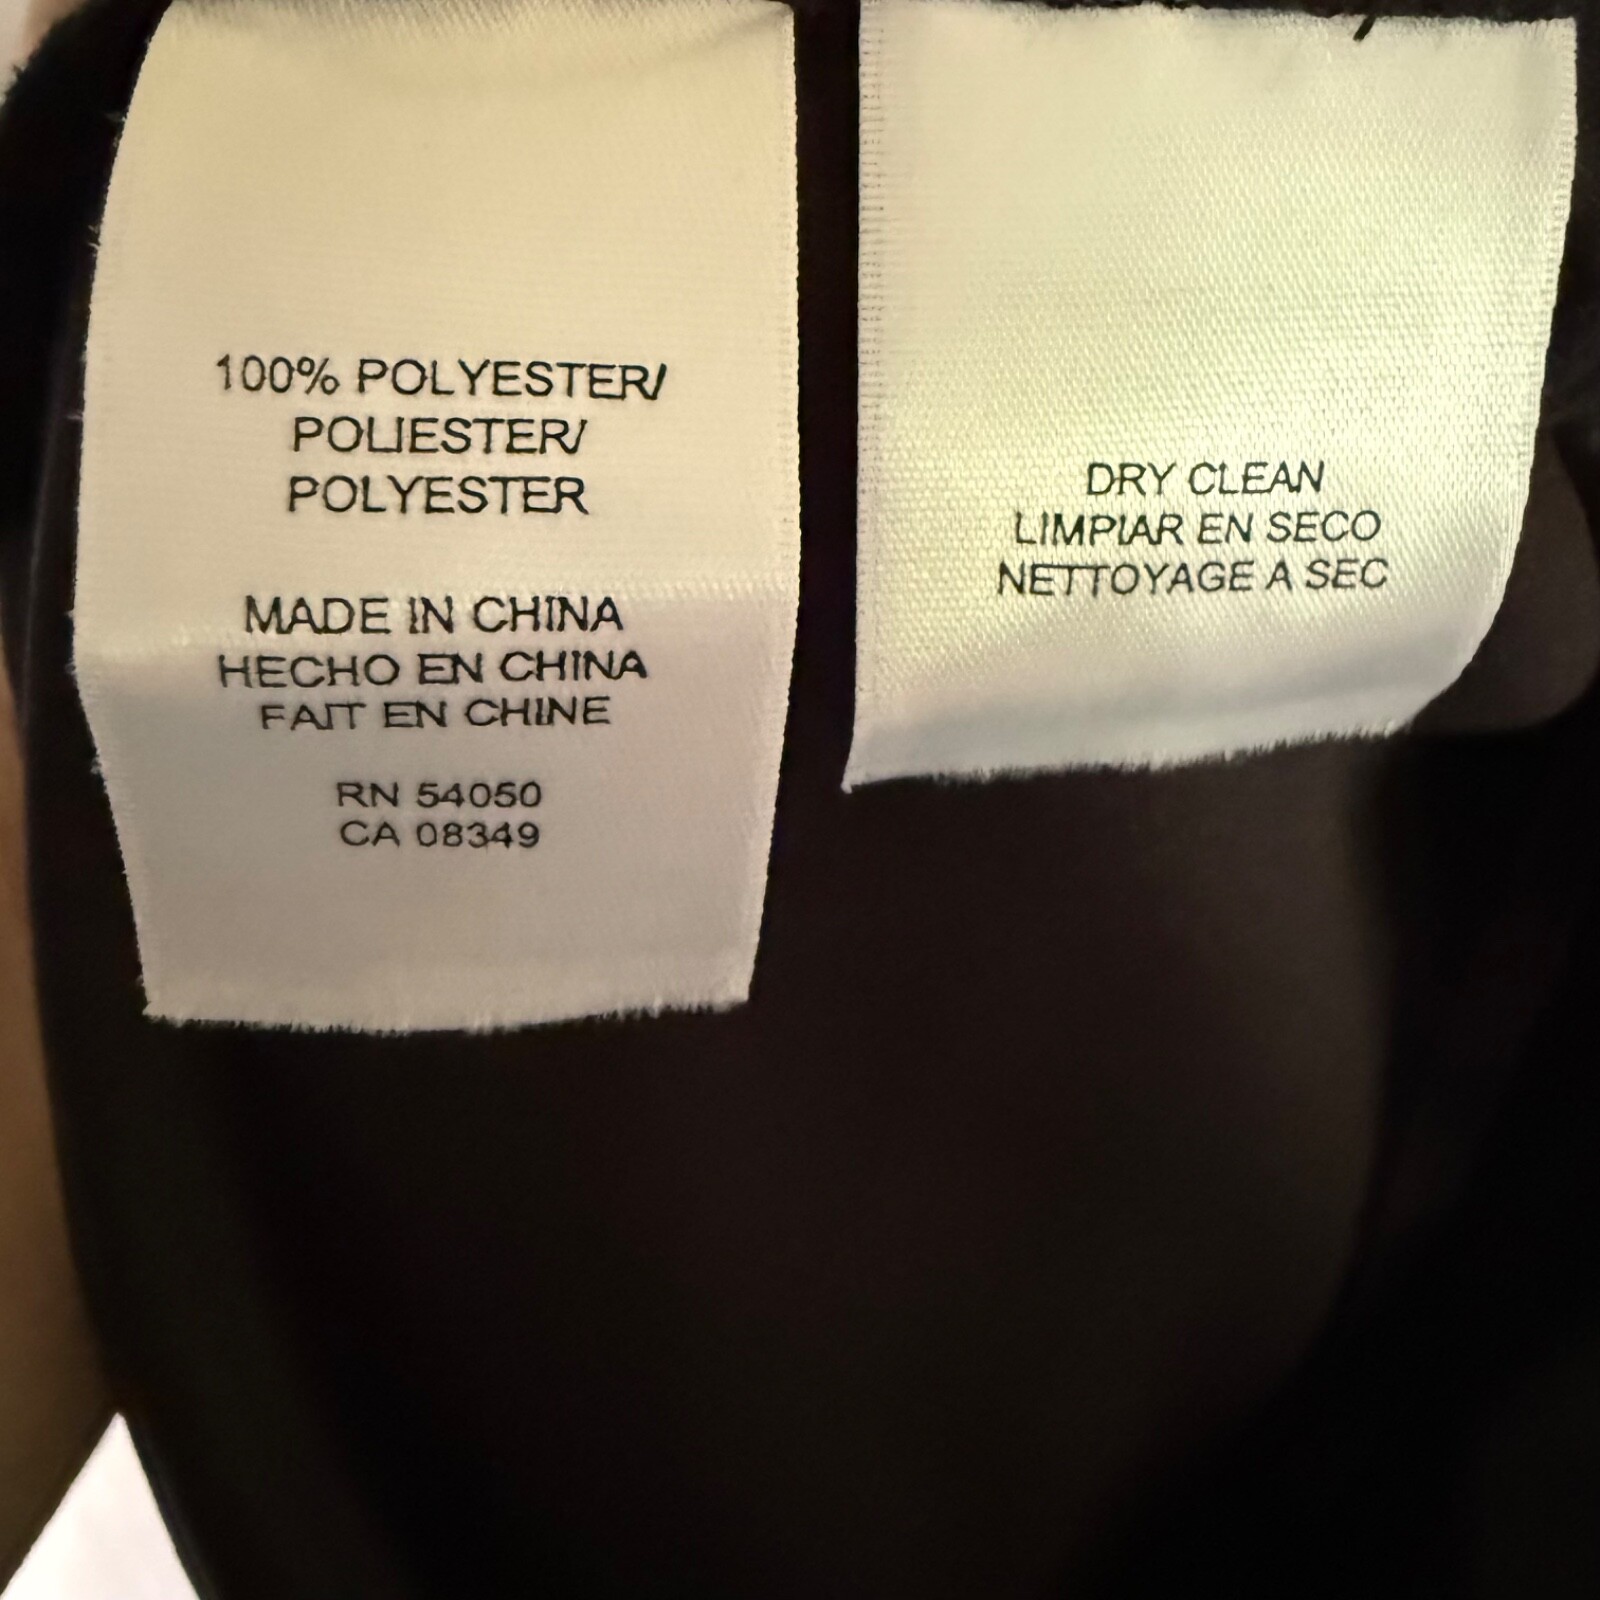 100% POLYESTER/
POLIESTER/
POLYESTER
MADE IN CHINA
HECHO EN CHINA
FAIT EN CHINE
RN 54050
CA 08349
DRY CLEAN
LIMPIAR EN SECO
NETTOYAGE A SEC